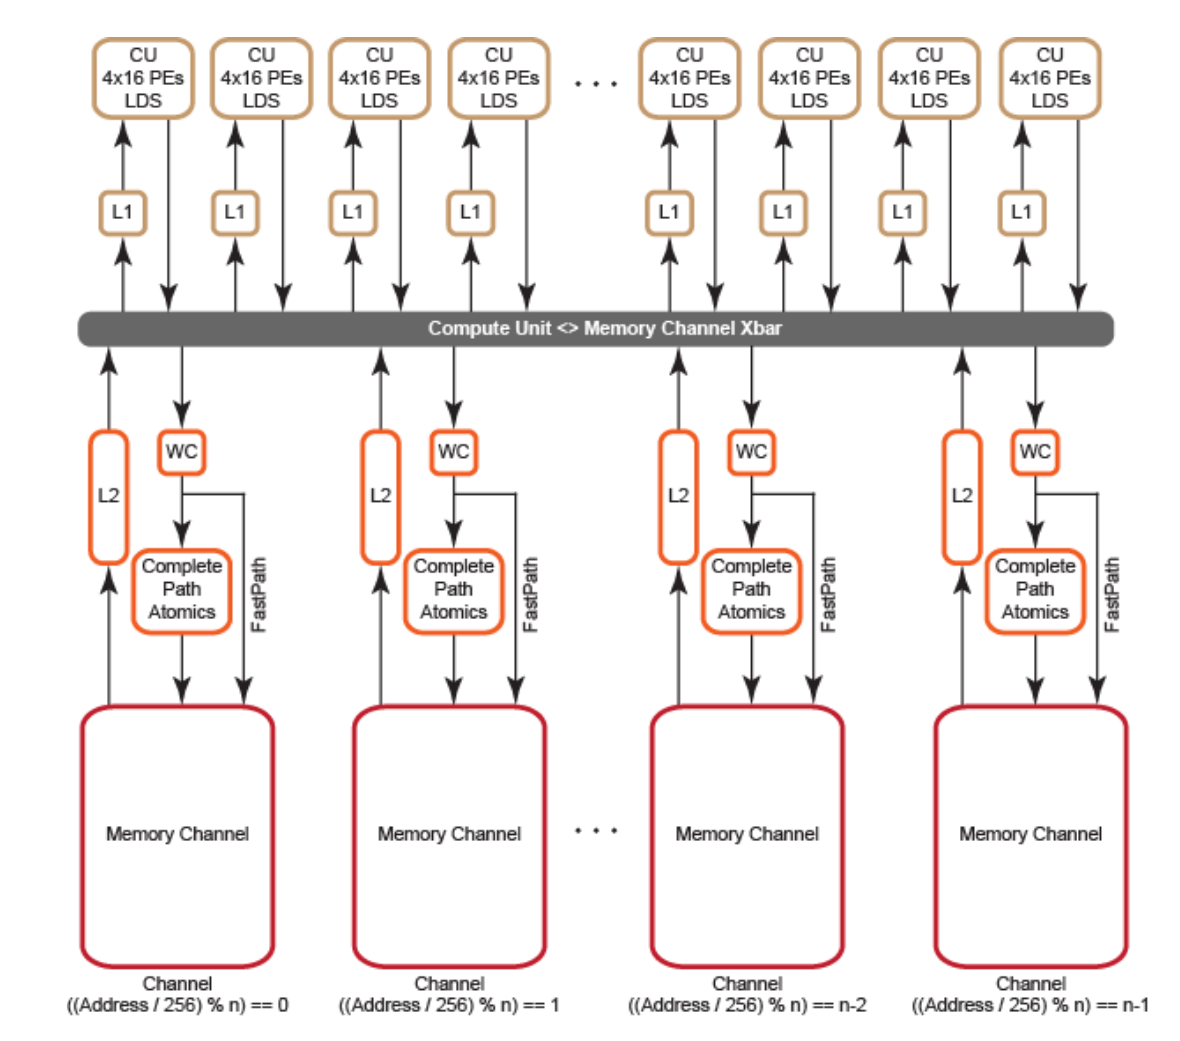 CU
4x16 PEs
LDS
CU
4x16 PEs
LDS
CU
4x16 PEs
LDS
CU
4x16 PEs
LDS
. . .
CU
4x16 PEs
LDS
CU
4x16 PEs
LDS
CU
4x16 PEs
LDS
CU
4x16 PEs
LDS
L1
L1
L1
L1
L1
L1
L1
L1
Compute Unit <> Memory Channel Xbar
L2
WC
Complete
Path
Atomics
FastPath
L2
WC
Complete
Path
Atomics
FastPath
L2
WC
Complete
Path
Atomics
FastPath
L2
WC
Complete
Path
Atomics
FastPath
Memory Channel
Memory Channel
. . .
Memory Channel
Memory Channel
Channel
((Address / 256) % n) == 0
Channel
((Address / 256) % n) == 1
Channel
((Address / 256) % n) == n-2
Channel
((Address / 256) % n) == n-1